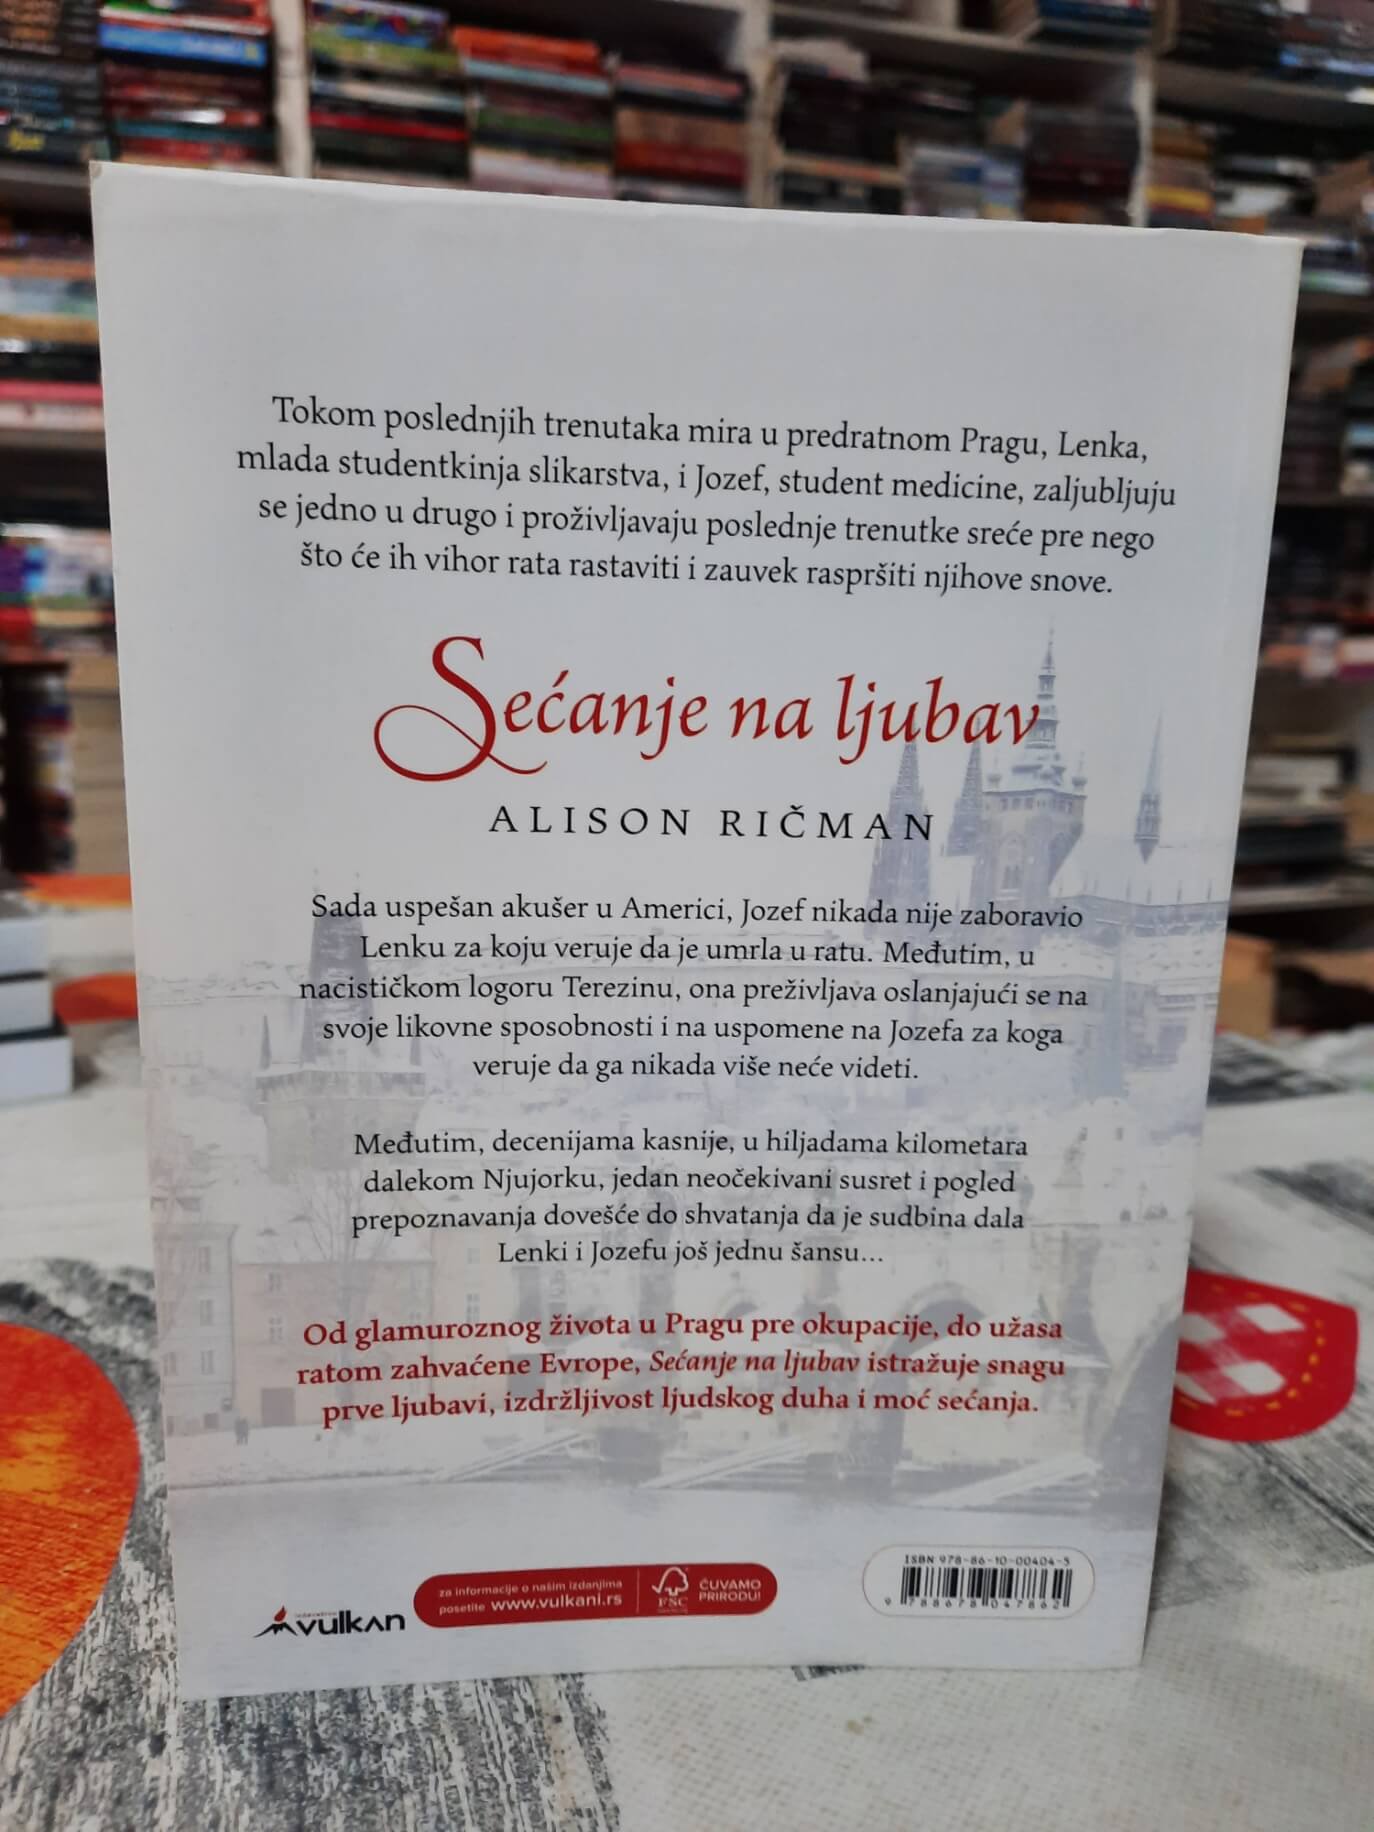 Tokom poslednjih trenutaka mira u predratnom Pragu, Lenka,
mlada studentkinja slikarstva, i Jozef, student medicine, zaljubljuju
se jedno u drugo i proživljavaju poslednje trenutke sreće pre nego
što će ih vihor rata rastaviti i zauvek raspršiti njihove snove.
Sećanje na ljubav
ALISON RIČMAN
Sada uspešan akušer u Americi, Jozef nikada nije zaboravio
Lenku za koju veruje da je umrla u ratu. Međutim, u
nacističkom logoru Terezinu, ona preživljava oslanjajući se na
svoje likovne sposobnosti i na uspomene na Jozefa za koga
veruje da ga nikada više neće videti.
Međutim, decenijama kasnije, u hiljadama kilometara
dalekom Njujorku, jedan neočekivani susret i pogled
prepoznavanja dovešće do shvatanja da je sudbina dala
Lenki i Jozefu još jednu šansu...
Od glamuroznog života u Pragu pre okupacije, do užasa
ratom zahvaćene Evrope, Sećanje na ljubav istražuje snagu
prve ljubavi, izdržljivost ljudskog duha i moć sećanja.
vulkan
za informacije o našim izdanjima
posetite www.vulkani.rs
FSC
ČUVAMO
PRIRODU!
ISBN 978-86-10-00404-5
9 788678 047862